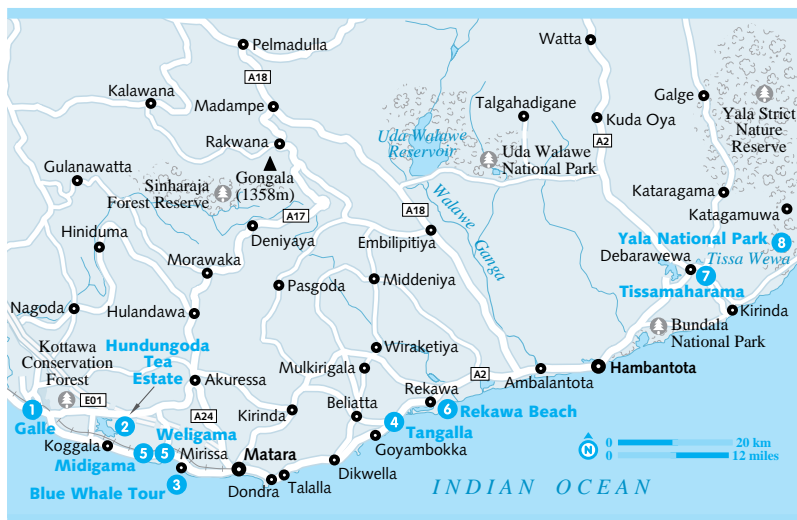 Pelmadulla
Watta
A18
Kalawana
Madampe
Talgahadigane
Galge
Kuda Oya
Yala Strict
Nature
Reserve
Rakwana
Uda Walawe
Reservoir
A2
Gongala
(1358m)
Uda Walawe
National Park
Gulanawatta
Sinharaja
Forest Reserve
Kataragama
Katagamuwa
A17
A18
Walawe Ganga
Hiniduma
Deniyaya
Embilipitiya
Yala National Park 8
Morawaka
Debarawewa
Tissa Wewa
7
Tissamaharama
Pasgoda
Middeniya
Nagoda
Hulandawa
Kirinda
Bundala
National Park
Hundungoda
Tea
Estate
Kottawa
Conservation
Forest
Wiraketiya
Mulkirigala
Hambantota
A2
Ambalantota
Akuressa
E01
Rekawa
1
Galle
2
A24
Kirinda
Beliatta
6 Rekawa Beach
4
Tangalla
Weligama
Koggala
5 5
Midigama
Mirissa
Matara
Goyambokka
Dikwella
3
Blue Whale Tour
Dondra
Talalla
N
0 20 km
0 12 miles
INDIAN OCEAN